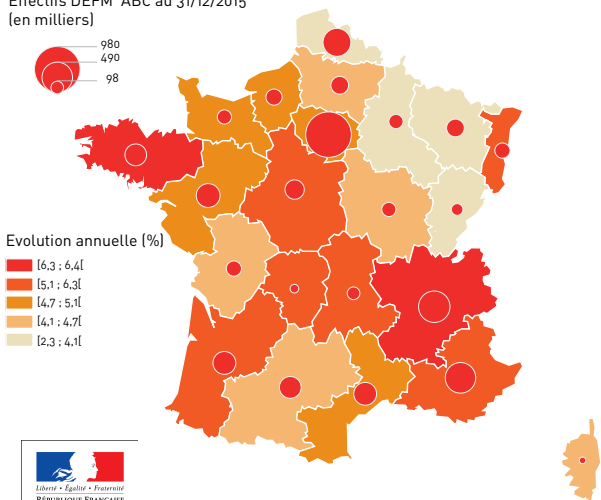 Effectifs DEFM ABC au 31/12/2015
(en milliers)
980
490
98
Evolution annuelle (%)
[6,3 ; 6,4[
[5,1 ; 6,3[
[4,7 ; 5,1[
[4,1 ; 4,7[
[2,3 ; 4,1[
Liberté • Égalité • Fraternité
RÉPUBLIQUE FRANÇAISE